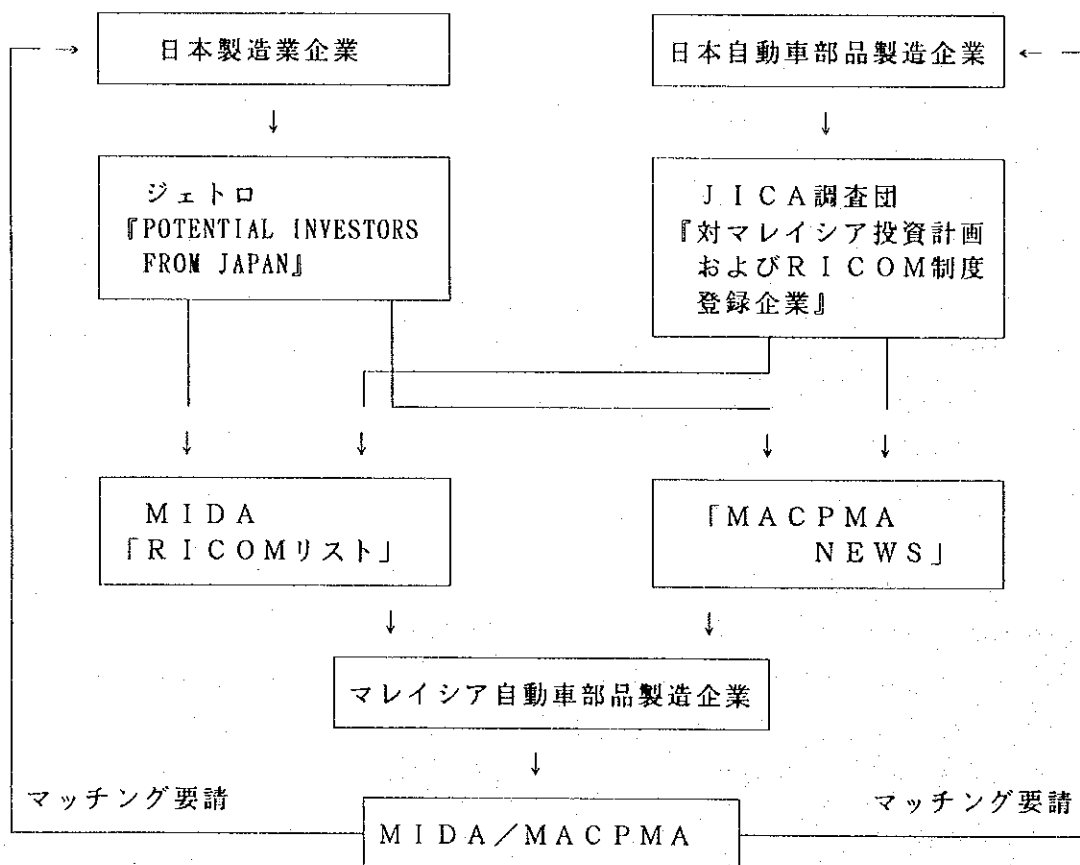 日本製造業企業
日本自動車部品製造企業
ジェトロ
『POTENTIAL INVESTORS
FROM JAPAN』
JICA調査団
『対マレイシア投資計画
およびRICOM制度
登録企業』
MIDA
「RICOMリスト」
「MACPMA
NEWS」
マレイシア自動車部品製造企業
マッチング要請
マッチング要請
MIDA/MACPMA